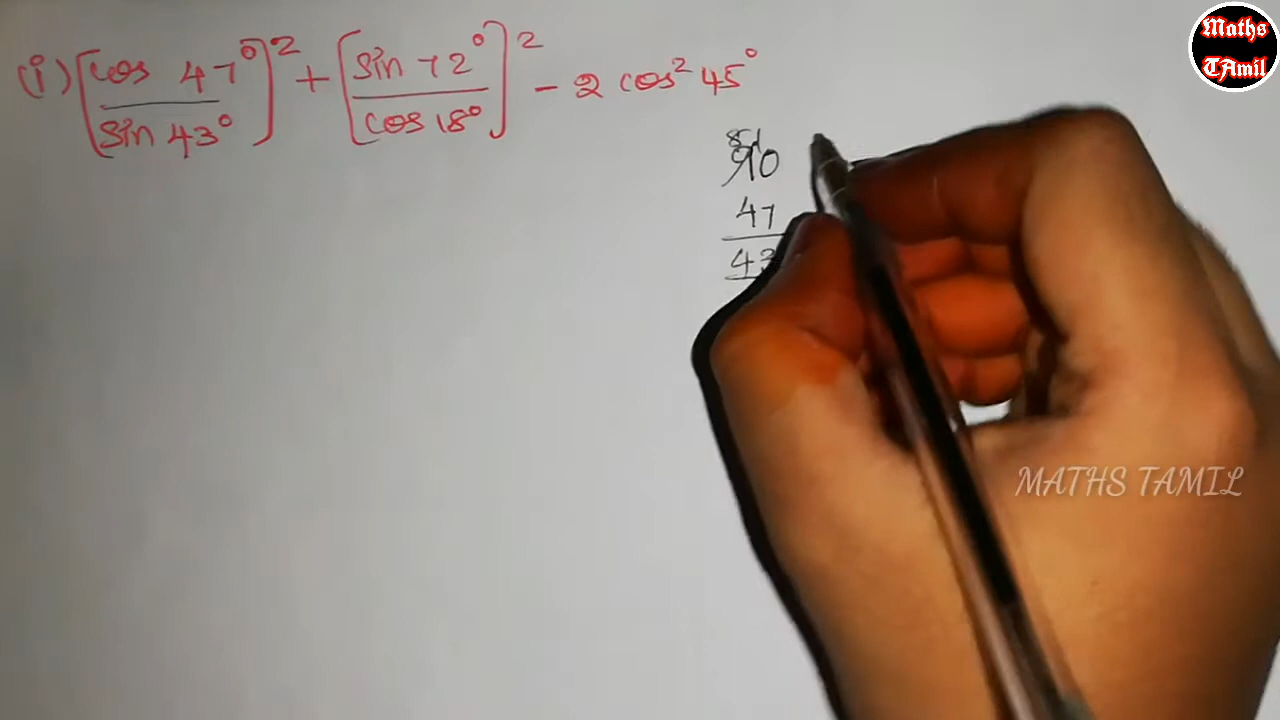 Maths
TAmil
(i) [cos 47° / sin 43°]² + [sin 72° / cos 18°]² - 2 cos² 45°
90
47
43
MATHS TAMIL